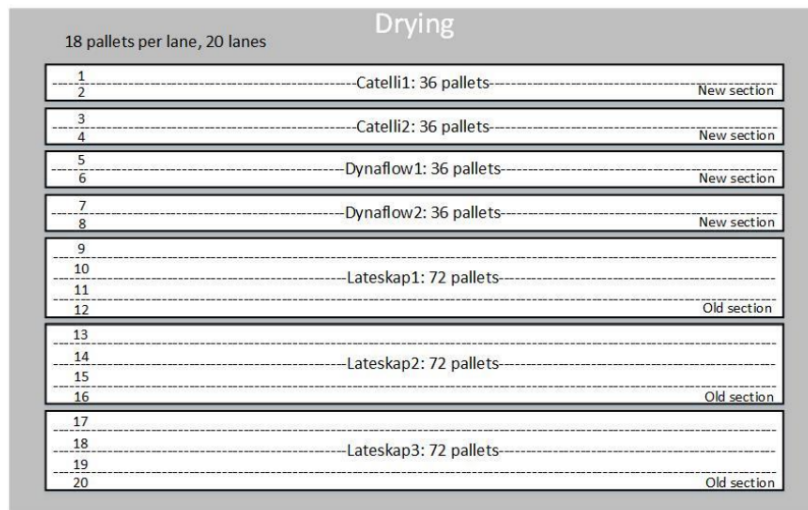 Drying
18 pallets per lane, 20 lanes
1
Catelli1: 36 pallets
2
New section
3
Catelli2: 36 pallets
4
New section
5
Dynaflow1: 36 pallets
6
New section
7
Dynaflow2: 36 pallets
8
New section
9
10
Lateskap1: 72 pallets
11
12
Old section
13
14
Lateskap2: 72 pallets
15
16
Old section
17
18
Lateskap3: 72 pallets
19
20
Old section